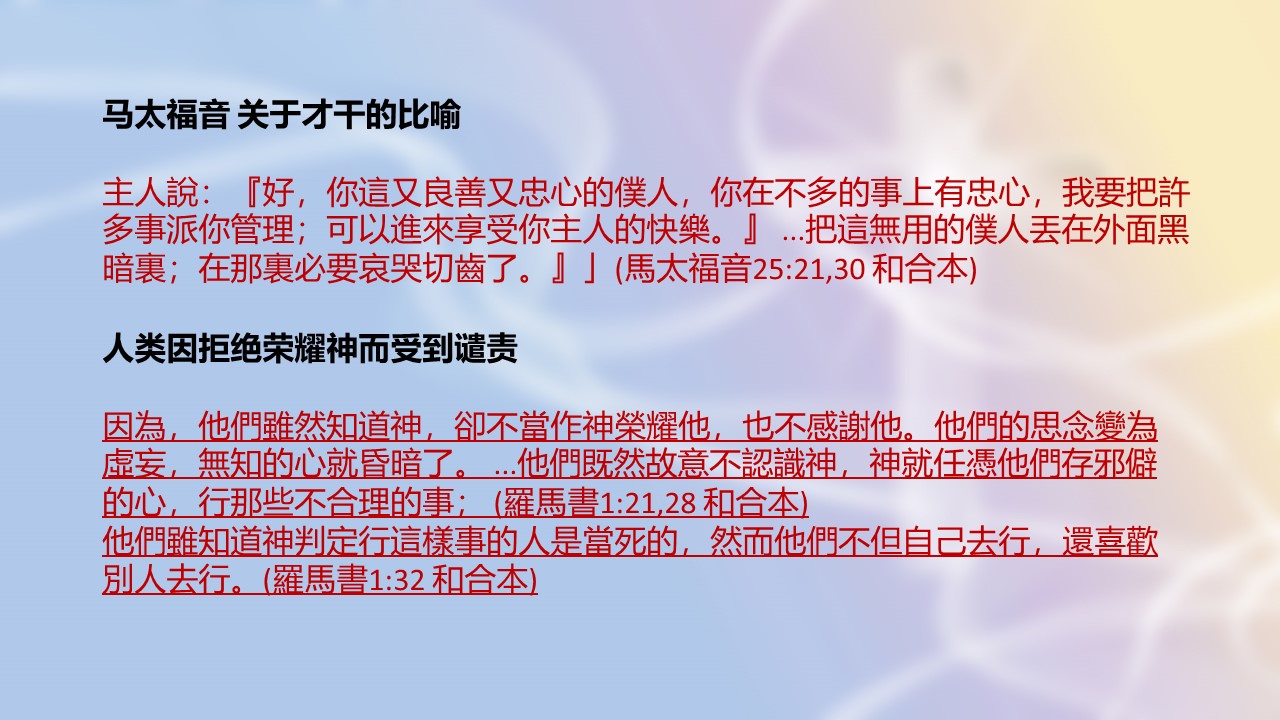 马太福音 关于才干的比喻
主人說：『好，你這又良善又忠心的僕人，你在不多的事上有忠心，我要把許
多事派你管理；可以進來享受你主人的快樂。』 ...把這無用的僕人丟在外面黑
暗裏；在那裏必要哀哭切齒了。』」(馬太福音25:21,30 和合本)
人类因拒绝荣耀神而受到谴责
因為，他們雖然知道神，卻不當作神榮耀他，也不感謝他。他們的思念變為
虛妄，無知的心就昏暗了。 ...他們既然故意不認識神，神就任憑他們存邪僻
的心，行那些不合理的事； (羅馬書1:21,28 和合本)
他們雖知道神判定行這樣事的人是當死的，然而他們不但自己去行，還喜歡
別人去行。(羅馬書1:32 和合本)